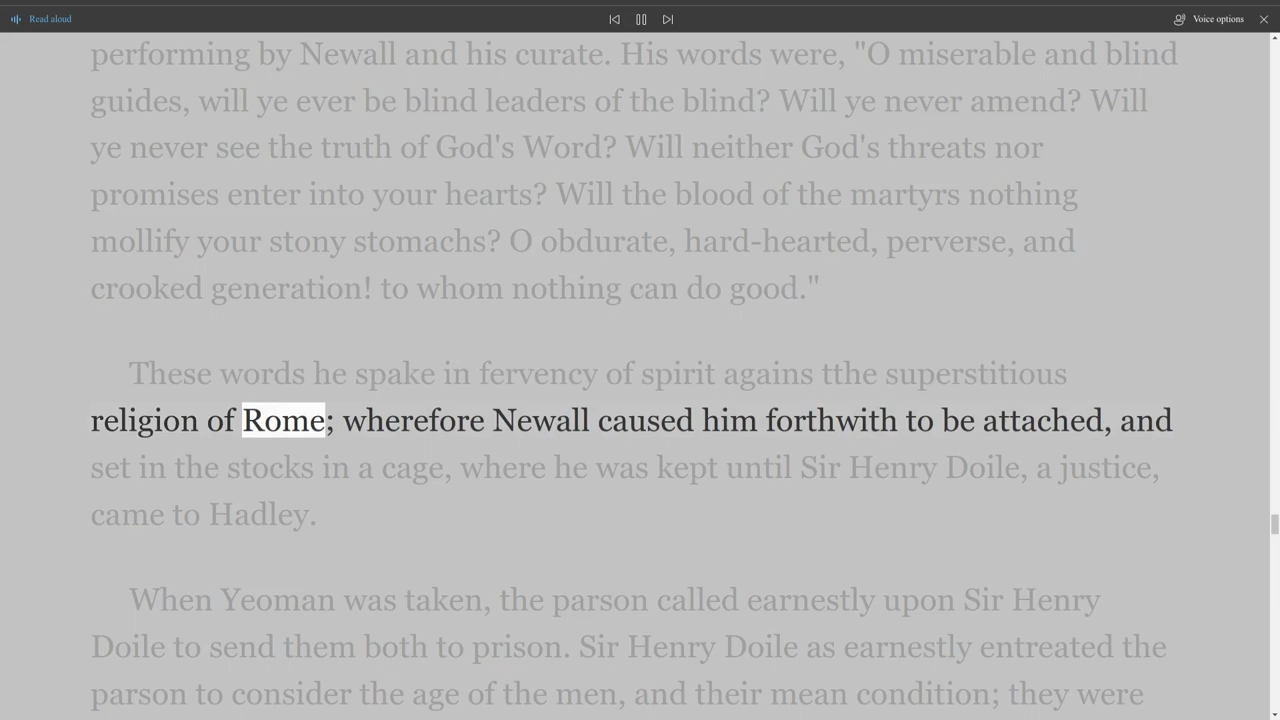 Read aloud
Voice options
performing by Newall and his curate. His words were, "O miserable and blind
guides, will ye ever be blind leaders of the blind? Will ye never amend? Will
ye never see the truth of God's Word? Will neither God's threats nor
promises enter into your hearts? Will the blood of the martyrs nothing
mollify your stony stomachs? O obdurate, hard-hearted, perverse, and
crooked generation! to whom nothing can do good."
These words he spake in fervency of spirit agains tthe superstitious
religion of Rome; wherefore Newall caused him forthwith to be attached, and
set in the stocks in a cage, where he was kept until Sir Henry Doile, a justice,
came to Hadley.
When Yeoman was taken, the parson called earnestly upon Sir Henry
Doile to send them both to prison. Sir Henry Doile as earnestly entreated the
parson to consider the age of the men, and their mean condition; they were